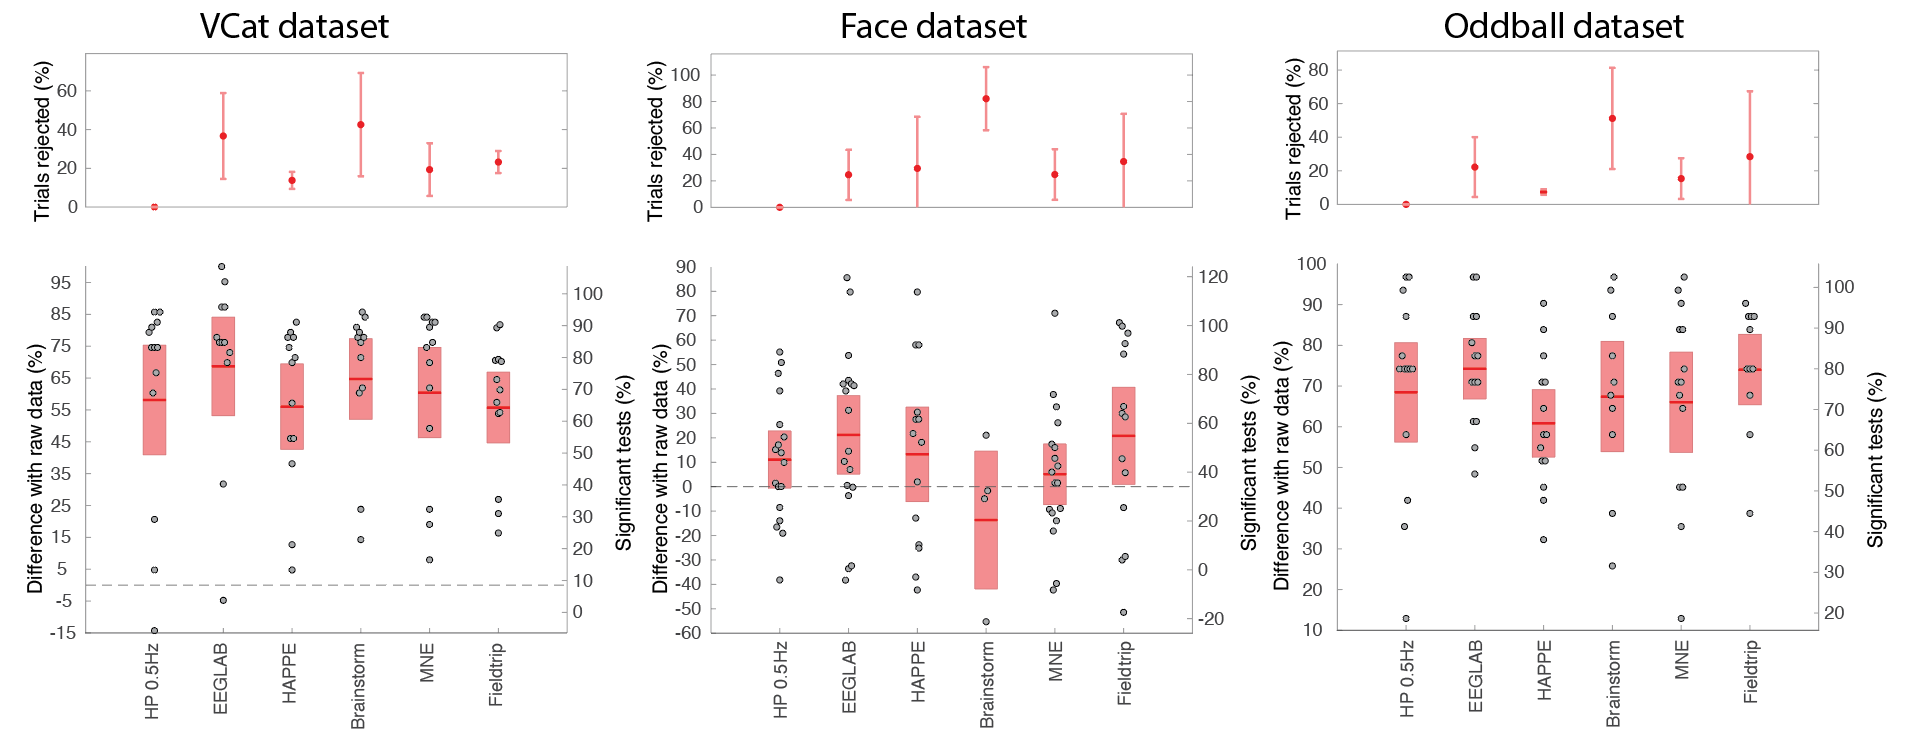 VCat dataset
Face dataset
Oddball dataset
Trials rejected (%)
60
40
20
0
Trials rejected (%)
100
80
60
40
20
0
Trials rejected (%)
80
60
40
20
0
Difference with raw data (%)
95
85
75
65
55
45
35
25
15
5
-5
-15
100
90
80
70
60
50
40
30
20
10
0
Significant tests (%)
HP 0.5Hz
EEGLAB
HAPPE
Brainstorm
MNE
Fieldtrip
Difference with raw data (%)
90
80
70
60
50
40
30
20
10
0
-10
-20
-30
-40
-50
-60
120
100
80
60
40
20
0
-20
Significant tests (%)
HP 0.5Hz
EEGLAB
HAPPE
Brainstorm
MNE
Fieldtrip
Difference with raw data (%)
100
90
80
70
60
50
40
30
20
10
100
90
80
70
60
50
40
30
20
Significant tests (%)
HP 0.5Hz
EEGLAB
HAPPE
Brainstorm
MNE
Fieldtrip